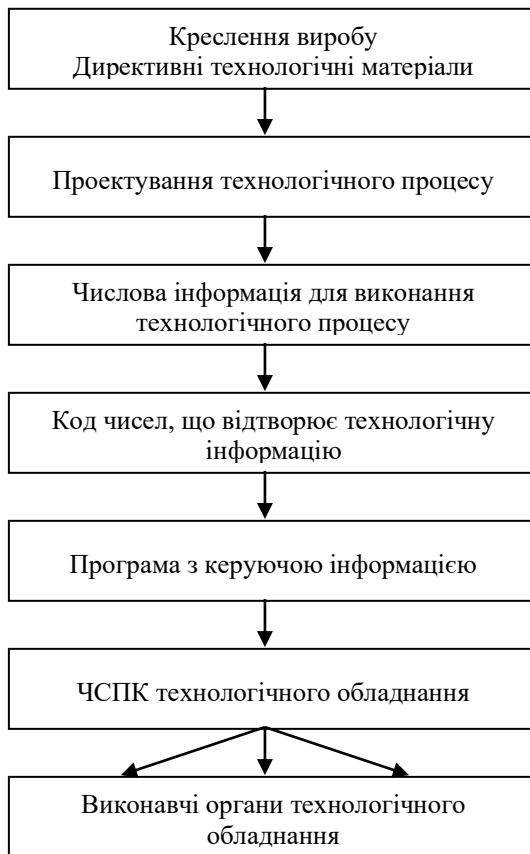 Креслення виробу
Директивні технологічні матеріали
Проектування технологічного процесу
Числова інформація для виконання
технологічного процесу
Код чисел, що відтворює технологічну
інформацію
Програма з керуючою інформацією
ЧСПК технологічного обладнання
Виконавчі органи технологічного
обладнання